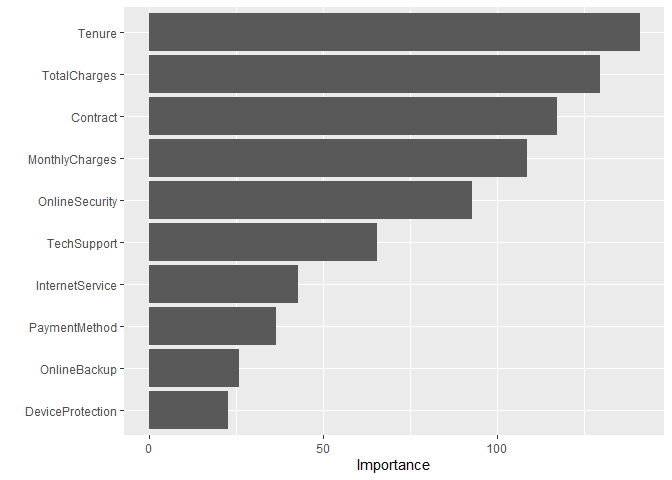 Tenure
TotalCharges
Contract
MonthlyCharges
OnlineSecurity
TechSupport
InternetService
PaymentMethod
OnlineBackup
DeviceProtection
0 50 100
Importance